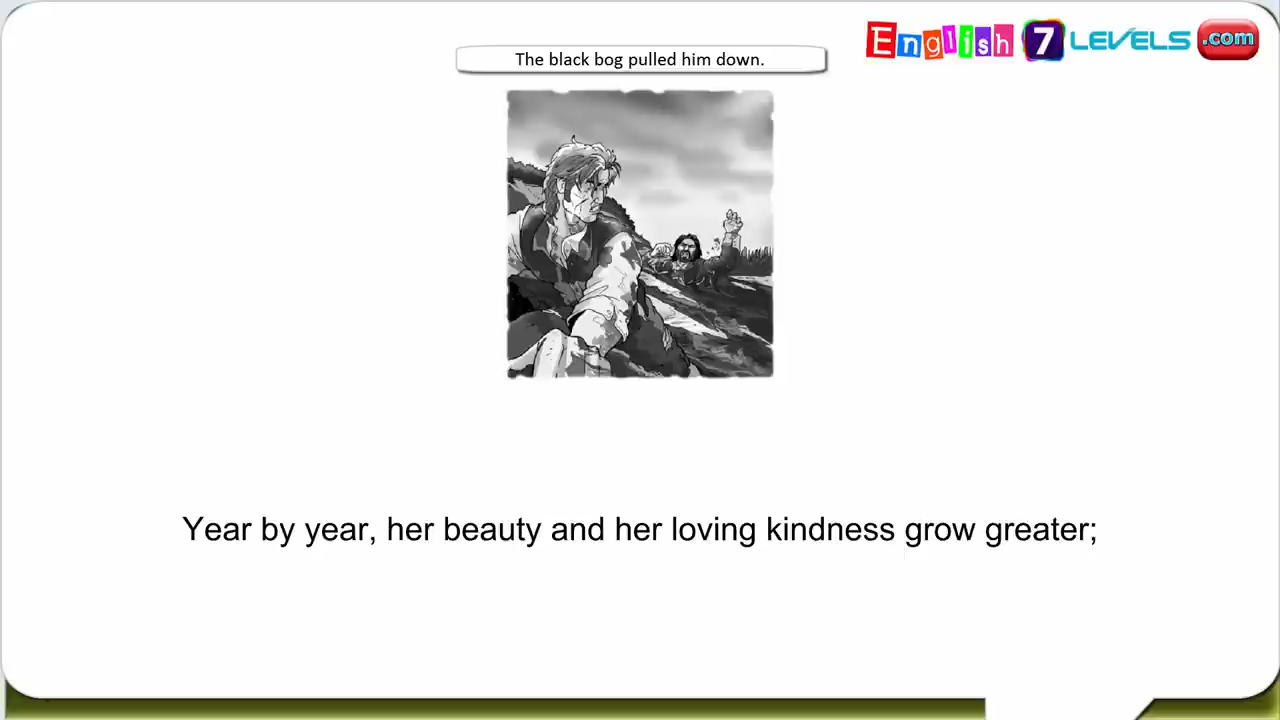 English 7 LEVELS .com
The black bog pulled him down.
Year by year, her beauty and her loving kindness grow greater;